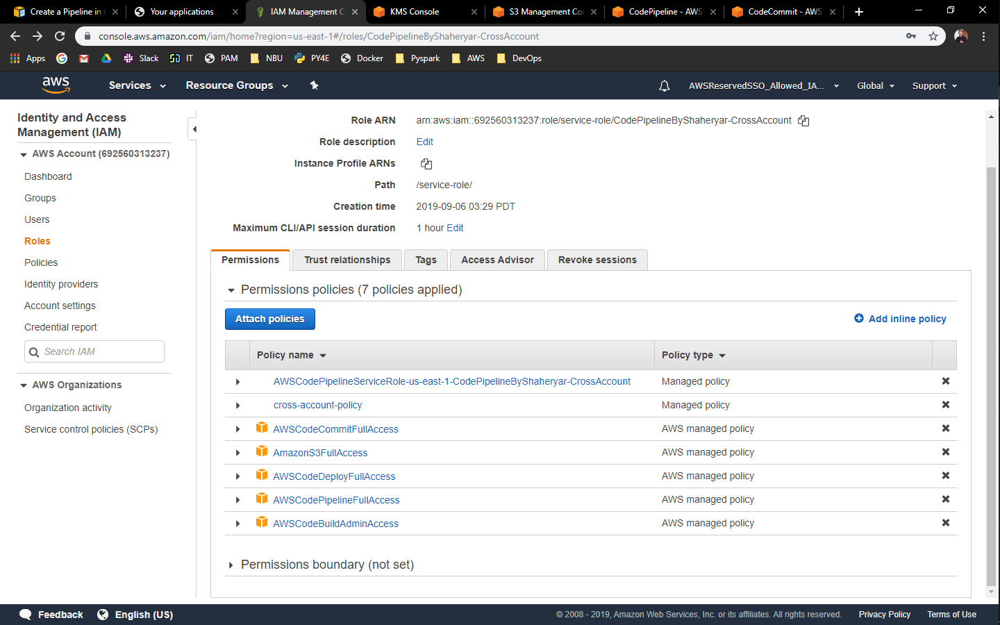 Create a Pipeline in
Your applications
IAM Management C
KMS Console
S3 Management Co
CodePipeline - AWS
CodeCommit - AWS
console.aws.amazon.com/iam/home?region=us-east-1#/roles/CodePipelineByShaheryar-CrossAccount
Apps
Slack
IT
PAM
NBU
PY4E
Docker
Pyspark
AWS
DevOps
aws
Services
Resource Groups
AWSReservedSSO_Allowed_IA...
Global
Support
Identity and Access
Management (IAM)
AWS Account (692560313237)
Dashboard
Groups
Users
Roles
Policies
Identity providers
Account settings
Credential report
Search IAM
AWS Organizations
Organization activity
Service control policies (SCPs)
Role ARN arn:aws:iam::692560313237:role/service-role/CodePipelineByShaheryar-CrossAccount
Role description Edit
Instance Profile ARNs
Path /service-role/
Creation time 2019-09-06 03:29 PDT
Maximum CLI/API session duration 1 hour Edit
Permissions Trust relationships Tags Access Advisor Revoke sessions
Permissions policies (7 policies applied)
Attach policies Add inline policy
Policy name Policy type
AWSCodePipelineServiceRole-us-east-1-CodePipelineByShaheryar-CrossAccount Managed policy
cross-account-policy Managed policy
AWSCodeCommitFullAccess AWS managed policy
AmazonS3FullAccess AWS managed policy
AWSCodeDeployFullAccess AWS managed policy
AWSCodePipelineFullAccess AWS managed policy
AWSCodeBuildAdminAccess AWS managed policy
Permissions boundary (not set)
Feedback English (US) © 2008 - 2019, Amazon Web Services, Inc. or its affiliates. All rights reserved. Privacy Policy Terms of Use